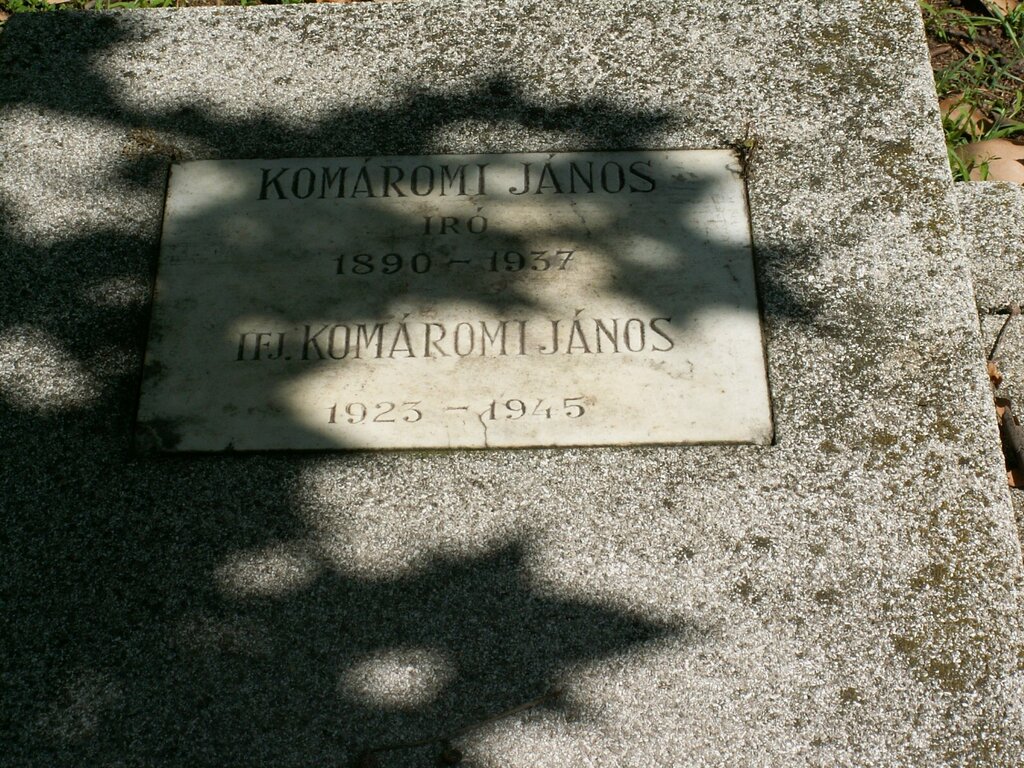 KOMÁROMI JÁNOS
IRÓ
1890 – 1937
IFJ. KOMÁROMI JÁNOS
1923 – 1945